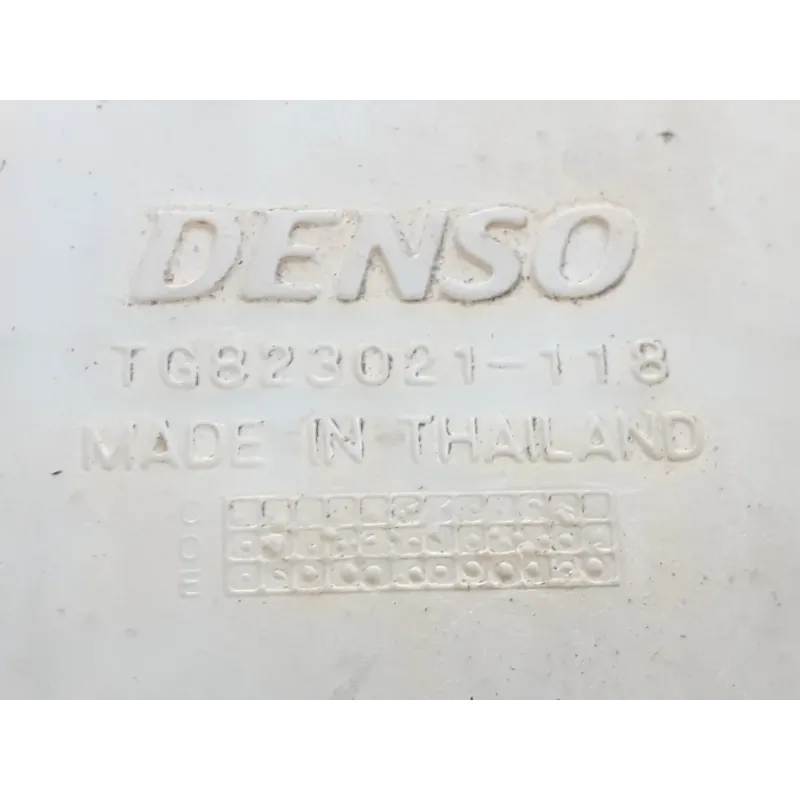 DENSO
TG823021-118
MADE IN THAILAND